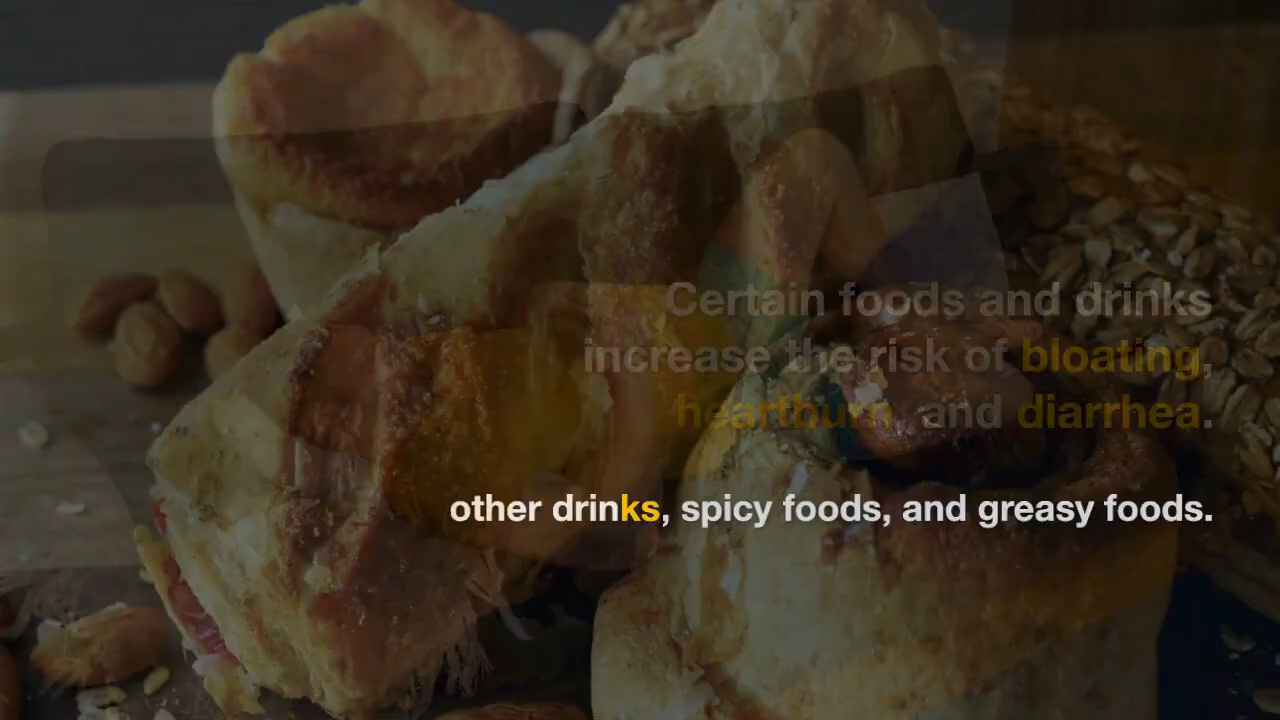 Certain foods and drinks
increase the risk of bloating,
heartburn, and diarrhea.
other drinks, spicy foods, and greasy foods.